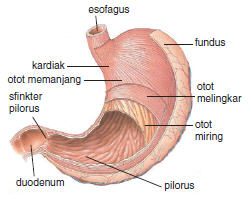 esofagus
fundus
kardiak
otot memanjang
sfinkter
pilorus
otot
melingkar
otot
miring
duodenum
pilorus